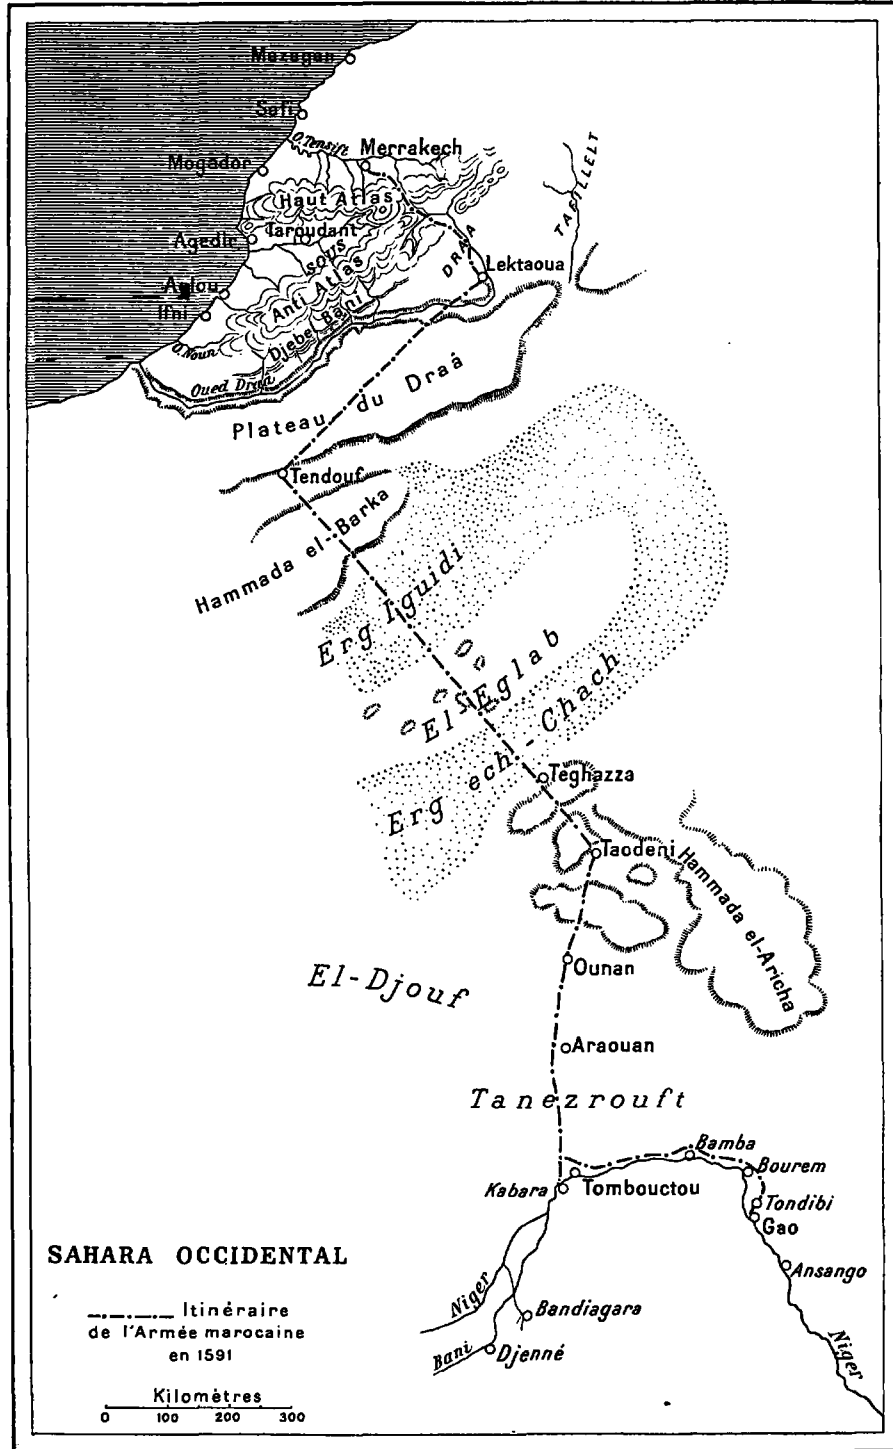 Mazagan
Safi
O. Tensift
Merrakech
Mogador
TAFILLELT
Haut Atlas
Taroudant
Agadir
SOUS
DRAA
Lektaoua
Aglou
Anti Atlas
Ifni
Djebel Bani
O. Noun
Oued Draa
Plateau du Draâ
Tendouf
Hammada el-Barka
Erg Iguidi
El Eglab
Erg ech-Chach
Teghazza
Taodeni
Hammada el-Aricha
Ounan
El-Djouf
Araouan
Tanezrouft
Bamba
Bourem
Kabara
Tombouctou
Tondibi
Gao
SAHARA OCCIDENTAL
Ansango
Niger
Itinéraire
de l'Armée marocaine
en 1591
Bandiagara
Bani
Djenné
Niger
Kilomètres
0 100 200 300